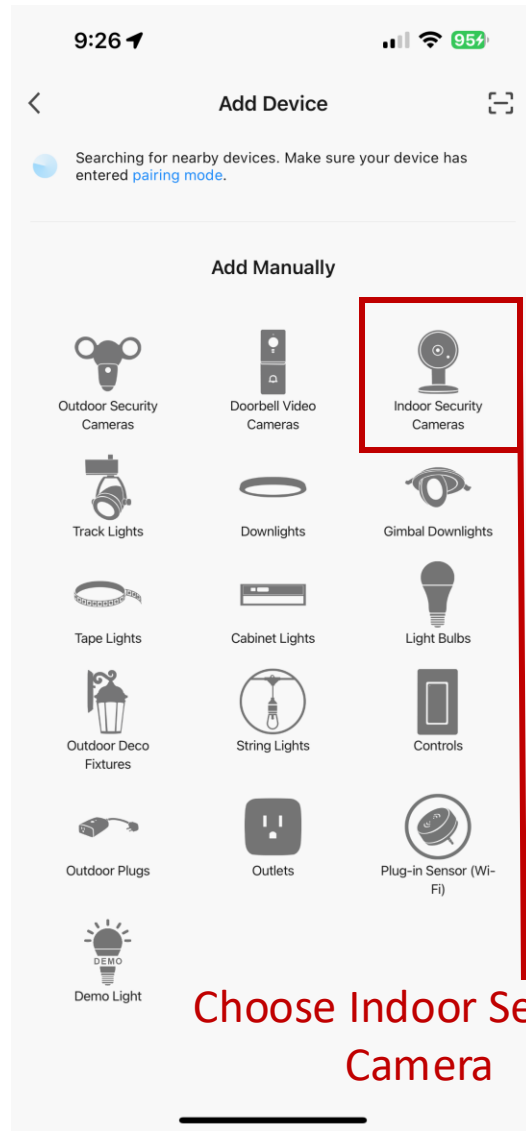 9:26
95
Add Device
Searching for nearby devices. Make sure your device has
entered pairing mode.
Add Manually
Outdoor Security
Cameras
Doorbell Video
Cameras
Indoor Security
Cameras
Track Lights
Downlights
Gimbal Downlights
Tape Lights
Cabinet Lights
Light Bulbs
Outdoor Deco
Fixtures
String Lights
Controls
Outdoor Plugs
Outlets
Plug-in Sensor (Wi-
Fi)
DEMO
Demo Light
Choose Indoor Se
Camera